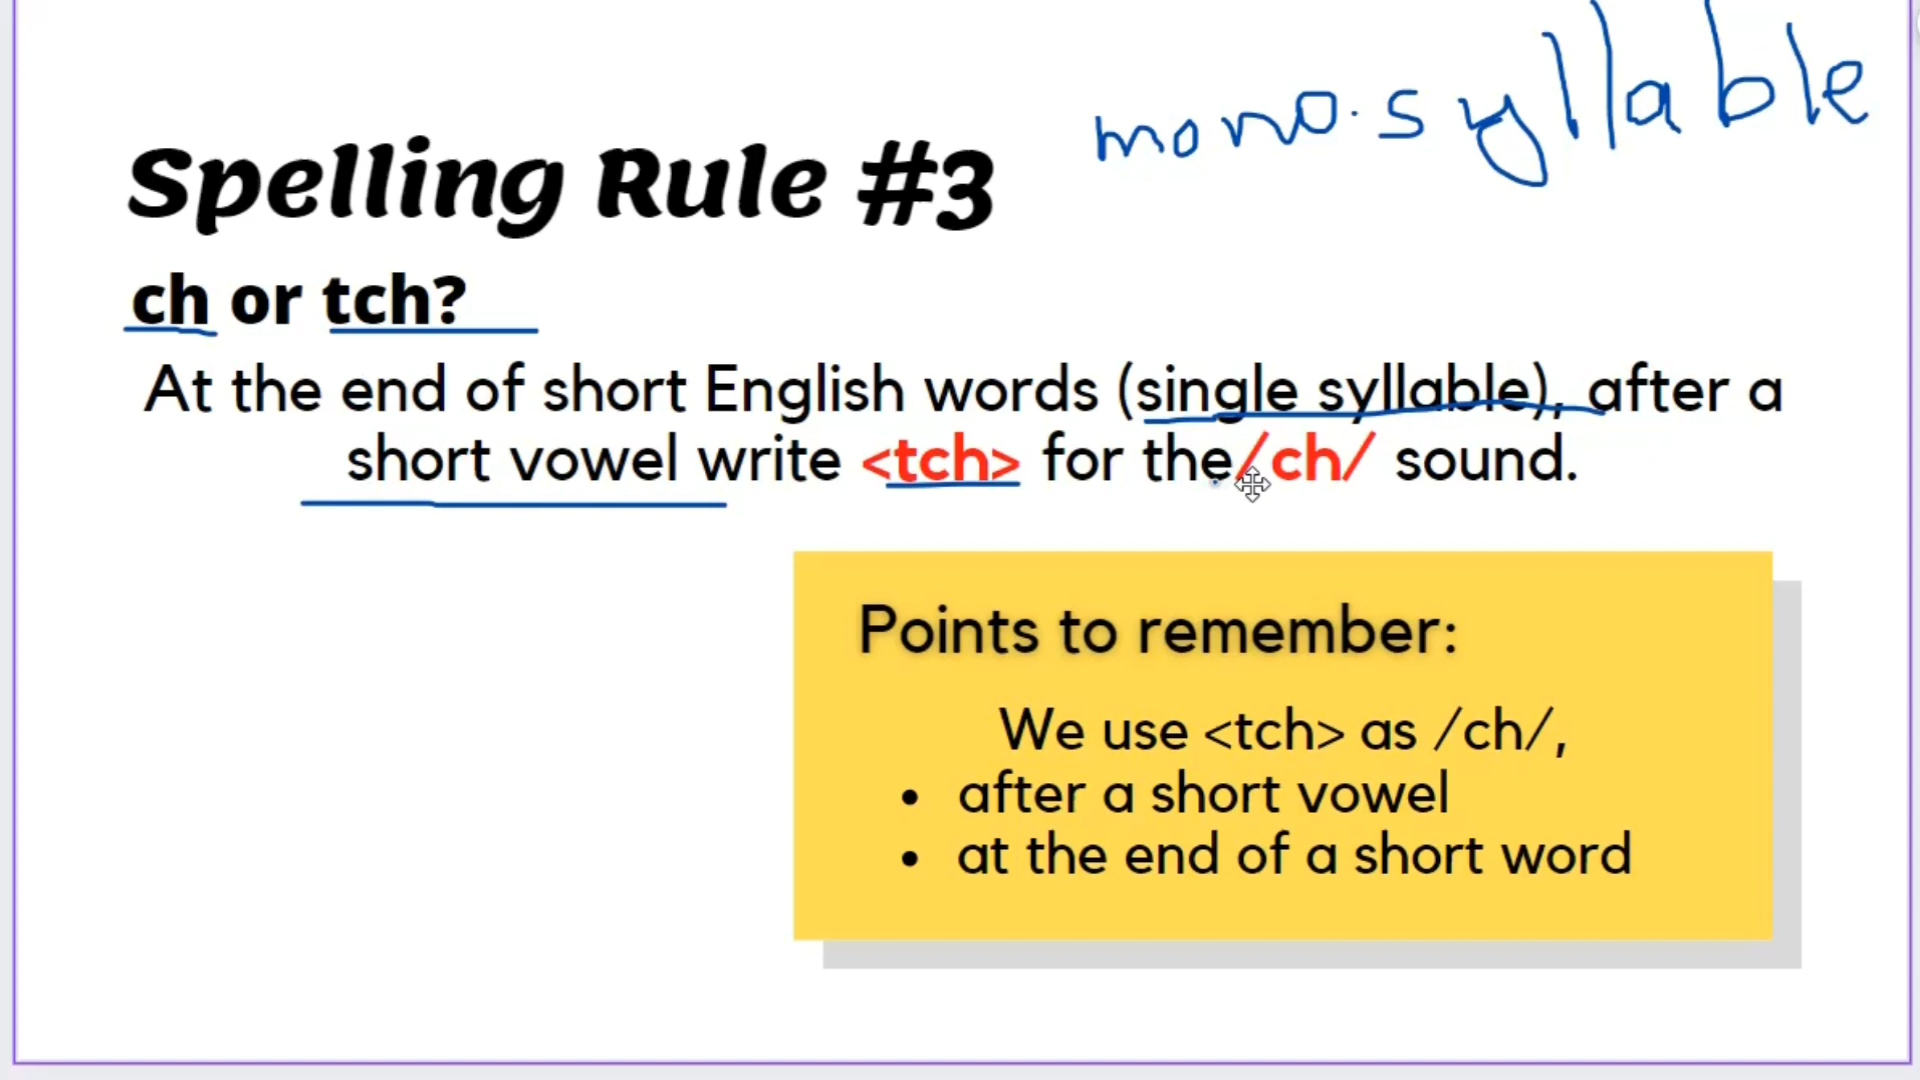 mono.syllable
Spelling Rule #3
ch or tch?
At the end of short English words (single syllable), after a
short vowel write <tch> for the /ch/ sound.
Points to remember:
We use <tch> as /ch/,
• after a short vowel
• at the end of a short word